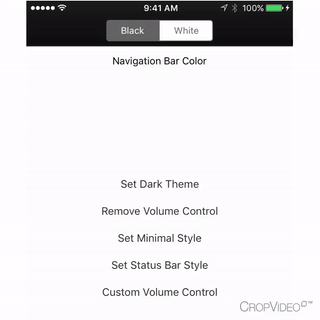 9:41 AM 100%
Black White
Navigation Bar Color
Set Dark Theme
Remove Volume Control
Set Minimal Style
Set Status Bar Style
Custom Volume Control
CROPVIDEO™